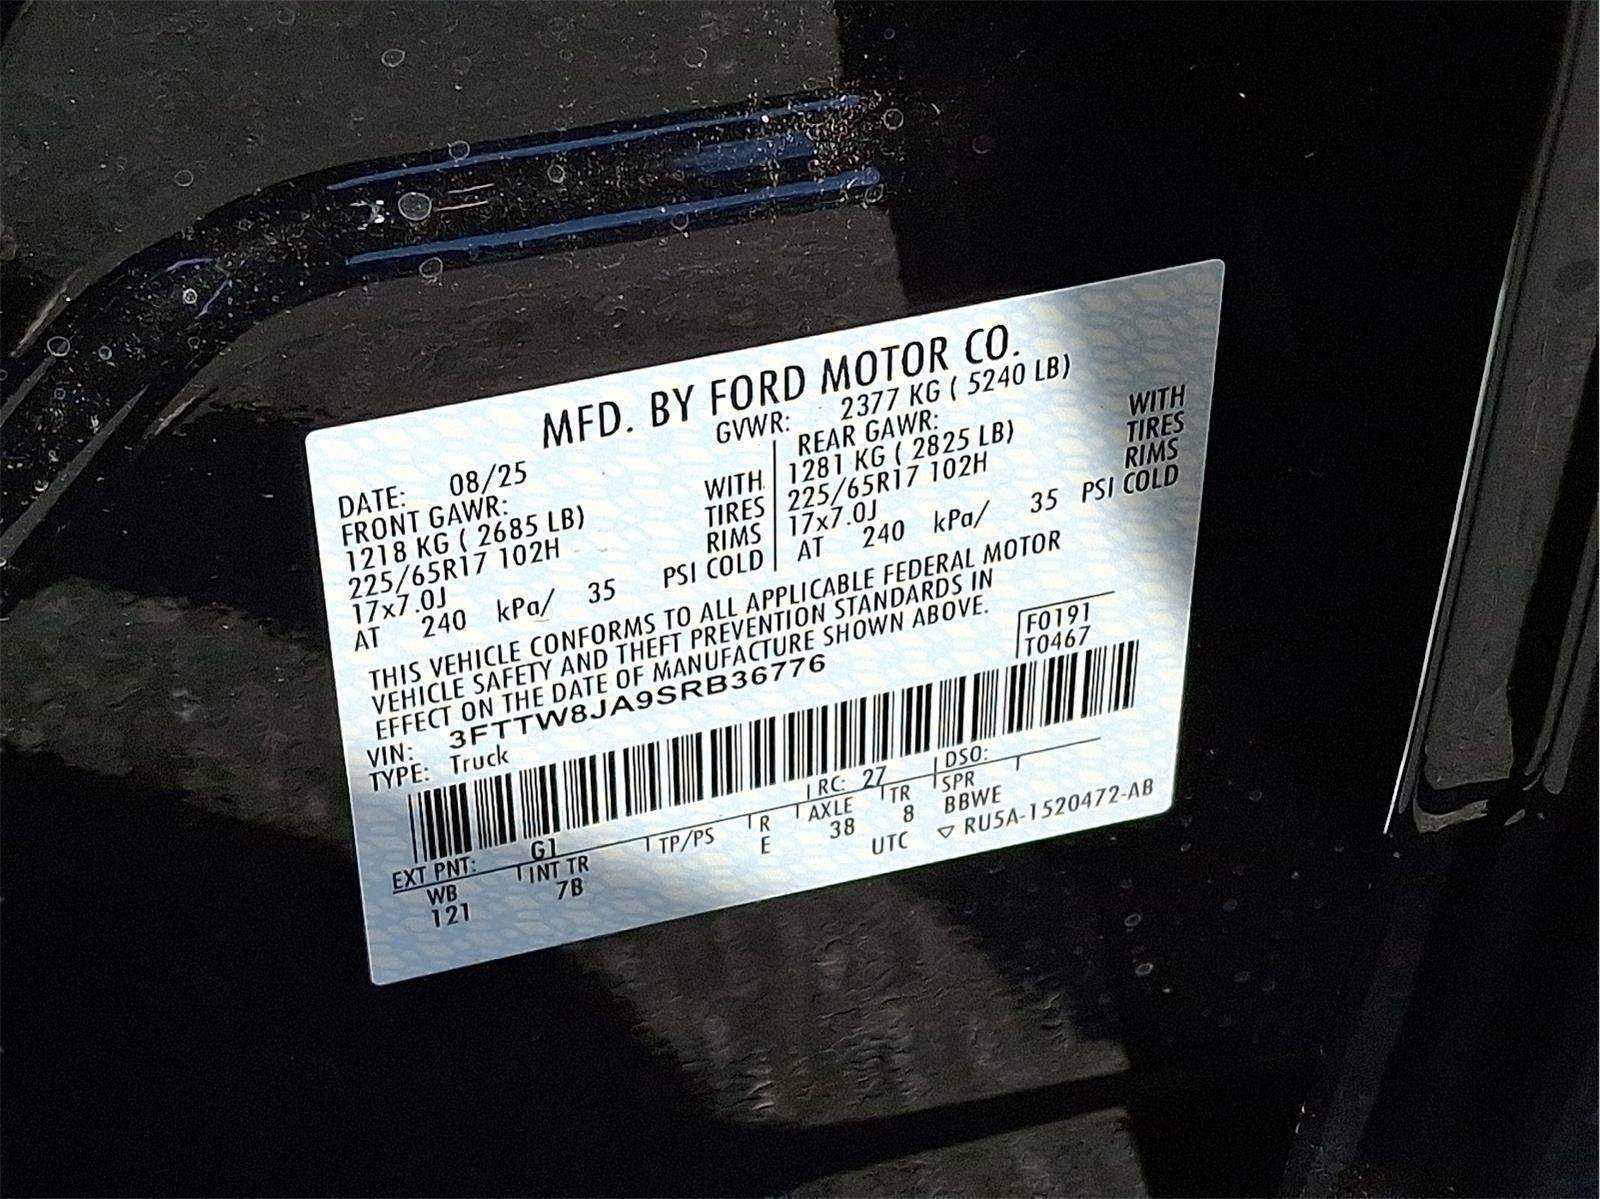 MFD. BY FORD MOTOR CO.
DATE: 08/25 GVWR: 2377 KG ( 5240 LB)
FRONT GAWR: REAR GAWR:
1218 KG ( 2685 LB) WITH 1281 KG ( 2825 LB) WITH
225/65R17 102H TIRES 225/65R17 102H TIRES
17x7.0J RIMS 17x7.0J RIMS
AT 240 kPa/ 35 PSI COLD AT 240 kPa/ 35 PSI COLD
THIS VEHICLE CONFORMS TO ALL APPLICABLE FEDERAL MOTOR
VEHICLE SAFETY AND THEFT PREVENTION STANDARDS IN
EFFECT ON THE DATE OF MANUFACTURE SHOWN ABOVE.
VIN: 3FTTW8JA9SRB36776 F0191
TYPE: Truck T0467
EXT PNT: G1 RC: 27 DSO:
WB INT TR TP/PS R AXLE TR SPR
121 7B E 38 8 BBWE
UTC ▽ RU5A-1520472-AB